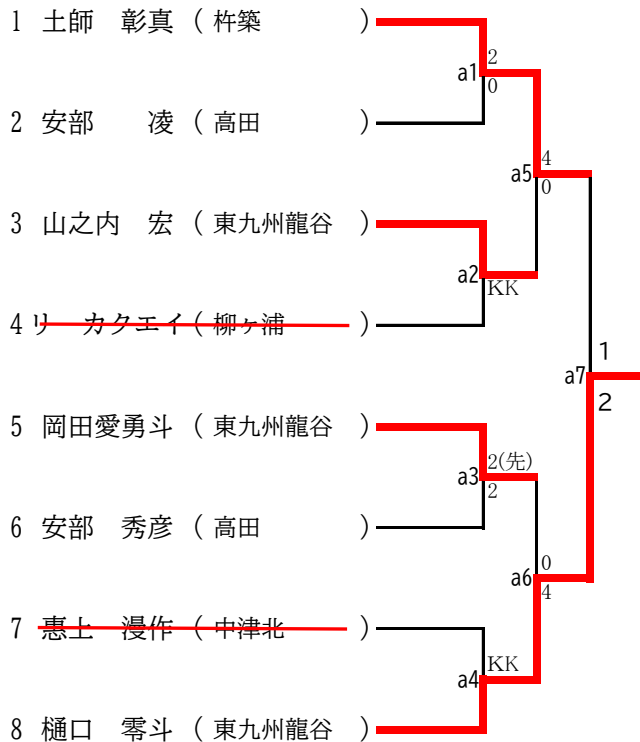 1 土師 彰真 ( 杵築 )
2
a1
0
2 安部 凌 ( 高田 )
4
a5
0
3 山之内 宏 ( 東九州龍谷 )
a2
KK
4 リ カクエイ ( 柳ヶ浦 )
1
a7
2
5 岡田愛勇斗 ( 東九州龍谷 )
2(先)
a3
2
6 安部 秀彦 ( 高田 )
0
a6
4
7 惠上 漫作 ( 中津北 )
KK
a4
8 樋口 零斗 ( 東九州龍谷 )